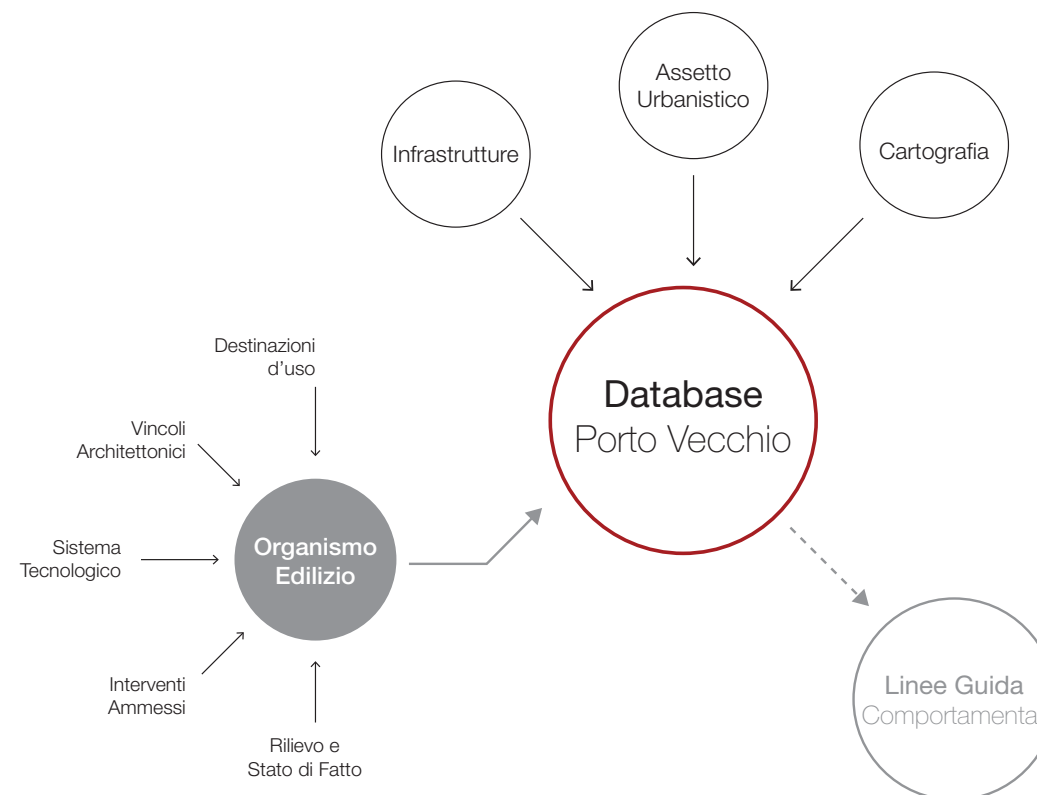 Assetto
Urbanistico
Infrastrutture
Cartografia
Destinazioni
d'uso
Database
Porto Vecchio
Vincoli
Architettonici
Organismo
Edilizio
Sistema
Tecnologico
Interventi
Ammessi
Rilievo e
Stato di Fatto
Linee Guida
Comportamenta